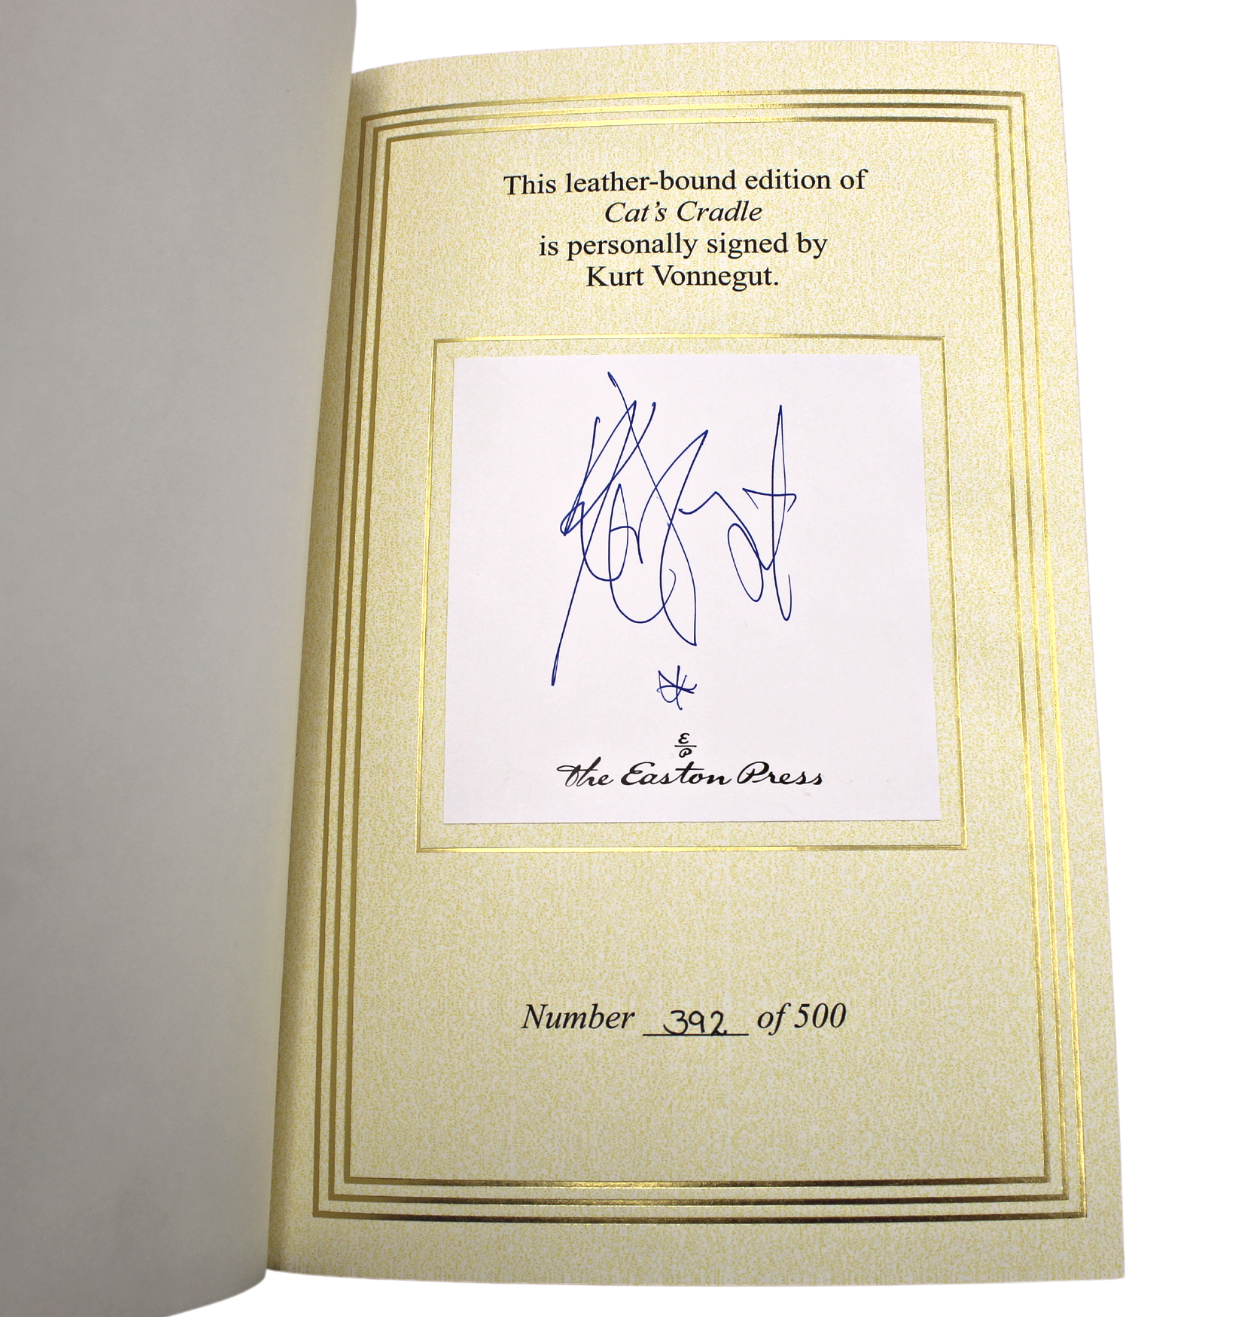 This leather-bound edition of
Cat's Cradle
is personally signed by
Kurt Vonnegut.
E
P
The Easton Press
Number 392 of 500